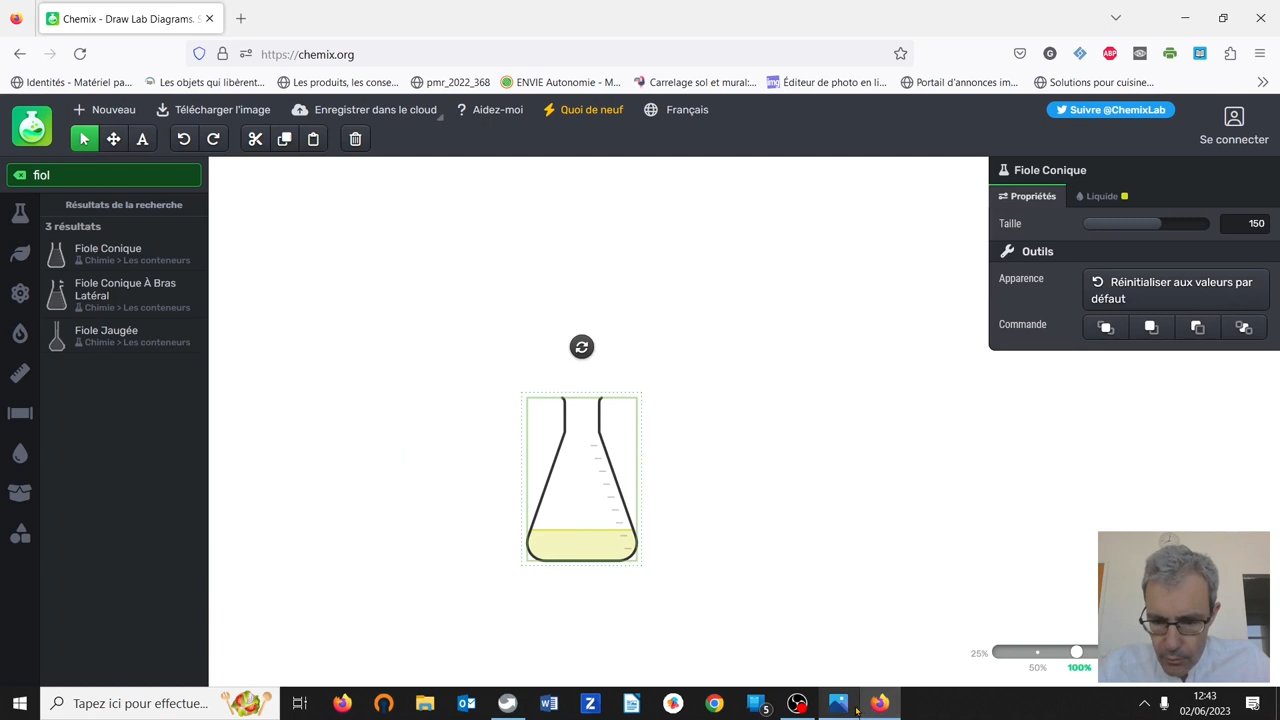 Chemix - Draw Lab Diagrams. S
https://chemix.org
Identités - Matériel pa...
Les objets qui libèrent...
Les produits, les conse...
pmr_2022_368
ENVIE Autonomie - M...
Carrelage sol et mural:...
Éditeur de photo en li...
Portail d'annonces im...
Solutions pour cuisine...
Nouveau
Télécharger l'image
Enregistrer dans le cloud
Aidez-moi
Quoi de neuf
Français
Suivre @ChemixLab
Se connecter
fiol
Résultats de la recherche
3 résultats
Fiole Conique
Chimie > Les conteneurs
Fiole Conique À Bras
Latéral
Chimie > Les conteneurs
Fiole Jaugée
Chimie > Les conteneurs
Fiole Conique
Propriétés
Liquide
Taille
150
Outils
Apparence
Réinitialiser aux valeurs par
défaut
Commande
25%
50%
100%
Tapez ici pour effectue...
5
12:43
02/06/2023